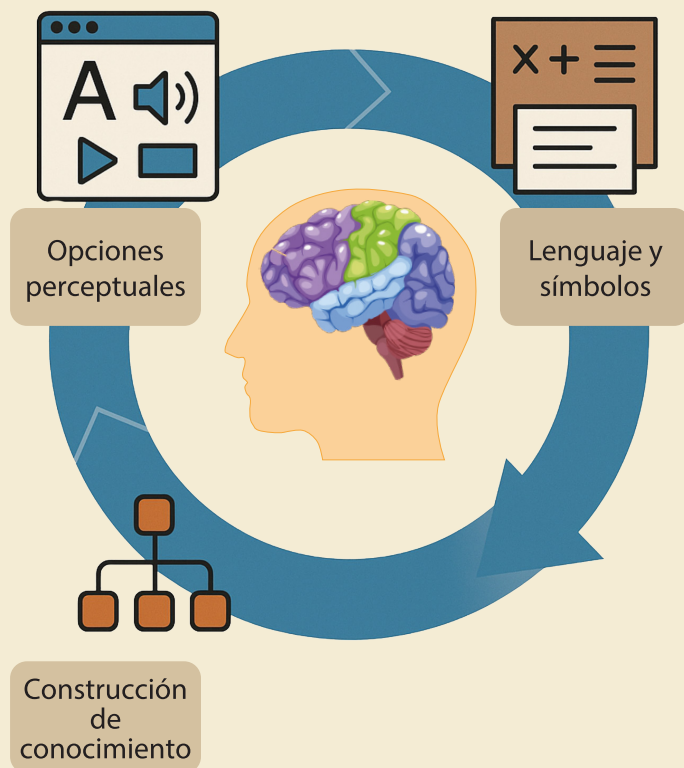 A
x +
Opciones
perceptuales
Lenguaje y
símbolos
Construcción
de
conocimiento